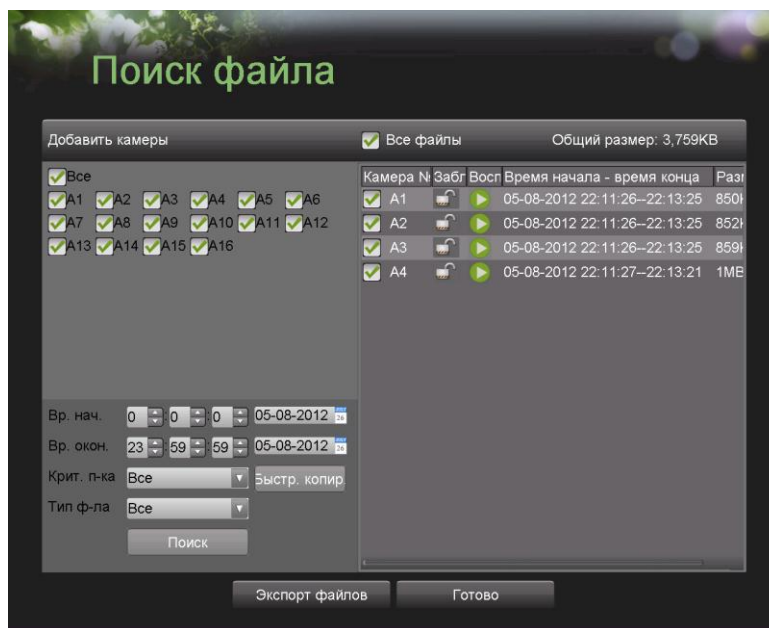 Поиск файла
Добавить камеры
Все файлы
Общий размер: 3,759KB
Все
A1 A2 A3 A4 A5 A6
A7 A8 A9 A10 A11 A12
A13 A14 A15 A16
Камера № Забл Восп Время начала - время конца Разм
A1 05-08-2012 22:11:26--22:13:25 850K
A2 05-08-2012 22:11:26--22:13:25 852K
A3 05-08-2012 22:11:26--22:13:25 859K
A4 05-08-2012 22:11:27--22:13:21 1MB
Вр. нач. 0 : 0 : 0 05-08-2012
Вр. окон. 23 : 59 : 59 05-08-2012
Крит. п-ка Все Быстр. копир.
Тип ф-ла Все
Поиск
Экспорт файлов
Готово